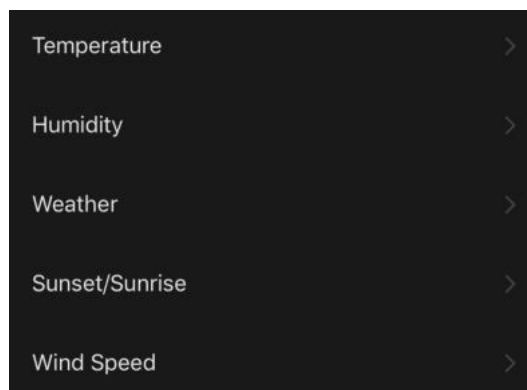 Temperature
Humidity
Weather
Sunset/Sunrise
Wind Speed